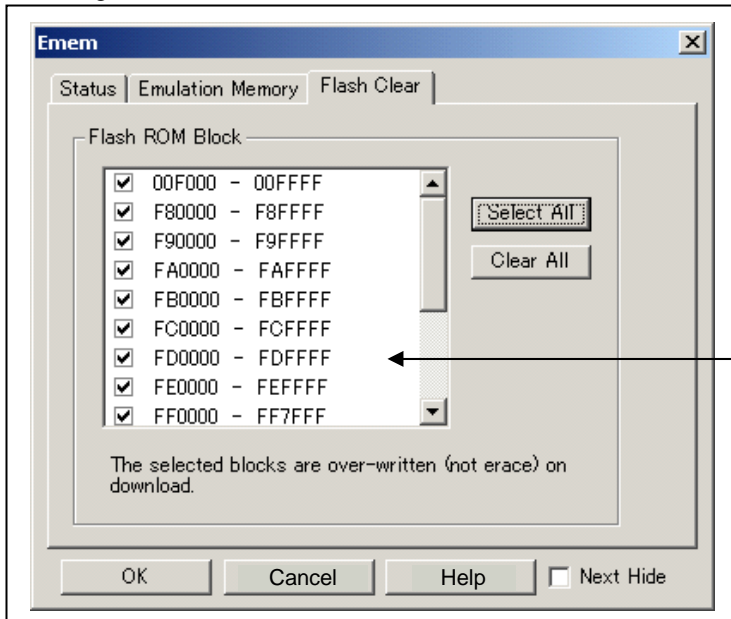 Emem
Status Emulation Memory Flash Clear
Flash ROM Block
00F000 - 00FFFF
F80000 - F8FFFF
F90000 - F9FFFF
FA0000 - FAFFFF
FB0000 - FBFFFF
FC0000 - FCFFFF
FD0000 - FDFFFF
FE0000 - FEFFFF
FF0000 - FF7FFF
Select All
Clear All
The selected blocks are over-written (not erace) on
download.
OK Cancel Help Next Hide